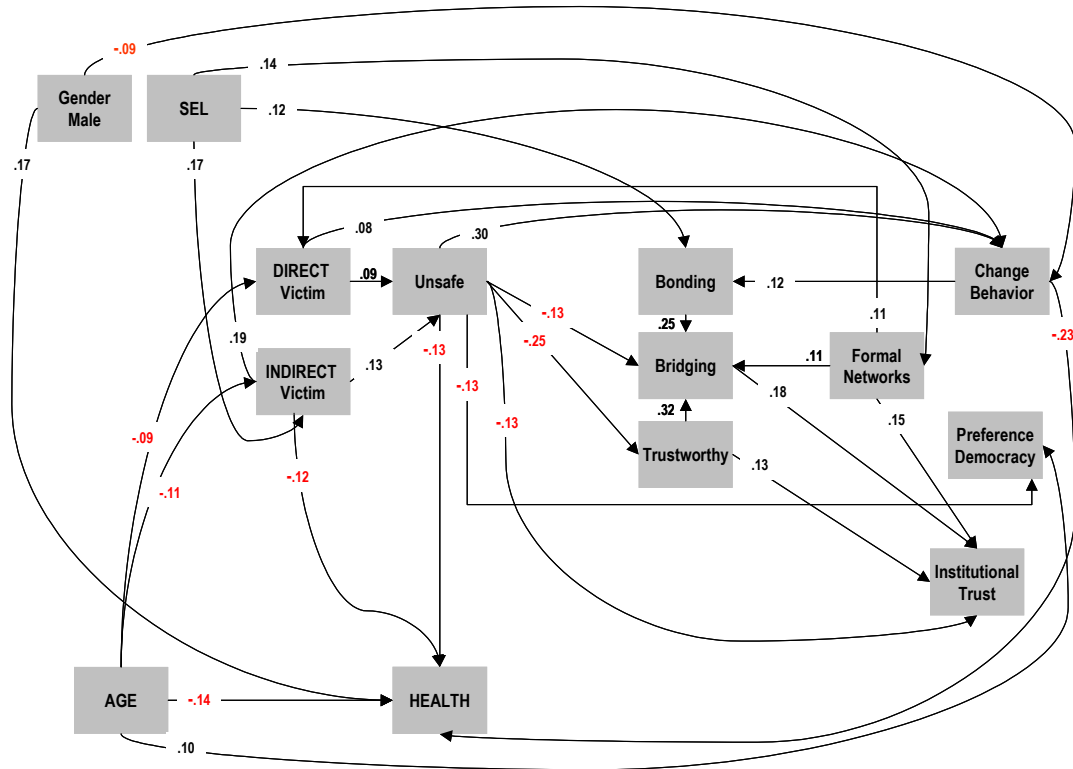 -.09
.14
Gender
Male
SEL
.12
.17
.17
.08
.30
DIRECT
Victim
.09
Unsafe
Bonding
.12
Change
Behavior
-.13
.25
.11
-.23
-.25
.19
INDIRECT
Victim
.13
-.13
-.13
Bridging
.11
Formal
Networks
.18
.32
-.13
.15
-.09
Trustworthy
.13
Preference
Democracy
-.11
-.12
Institutional
Trust
AGE
-.14
HEALTH
.10